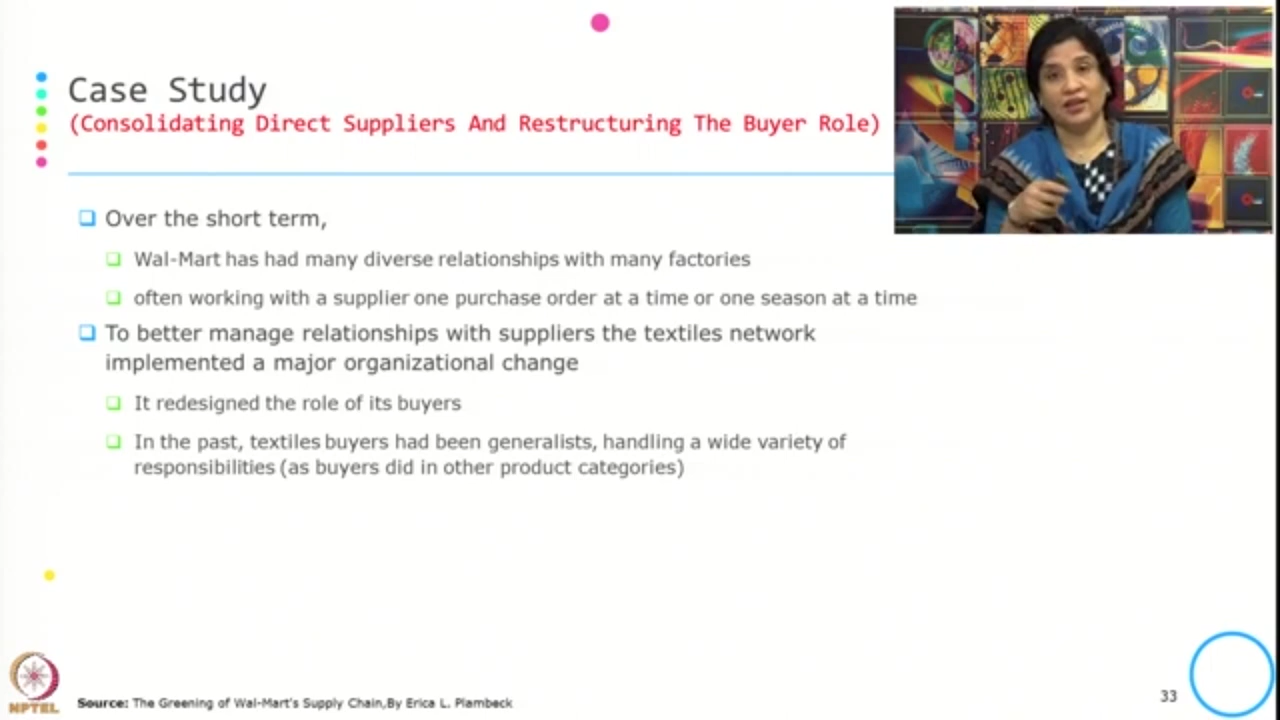 Case Study
(Consolidating Direct Suppliers And Restructuring The Buyer Role)
Over the short term,
Wal-Mart has had many diverse relationships with many factories
often working with a supplier one purchase order at a time or one season at a time
To better manage relationships with suppliers the textiles network
implemented a major organizational change
It redesigned the role of its buyers
In the past, textiles buyers had been generalists, handling a wide variety of
responsibilities (as buyers did in other product categories)
NPTEL
Source: The Greening of Wal-Mart's Supply Chain,By Erica L. Plambeck
33